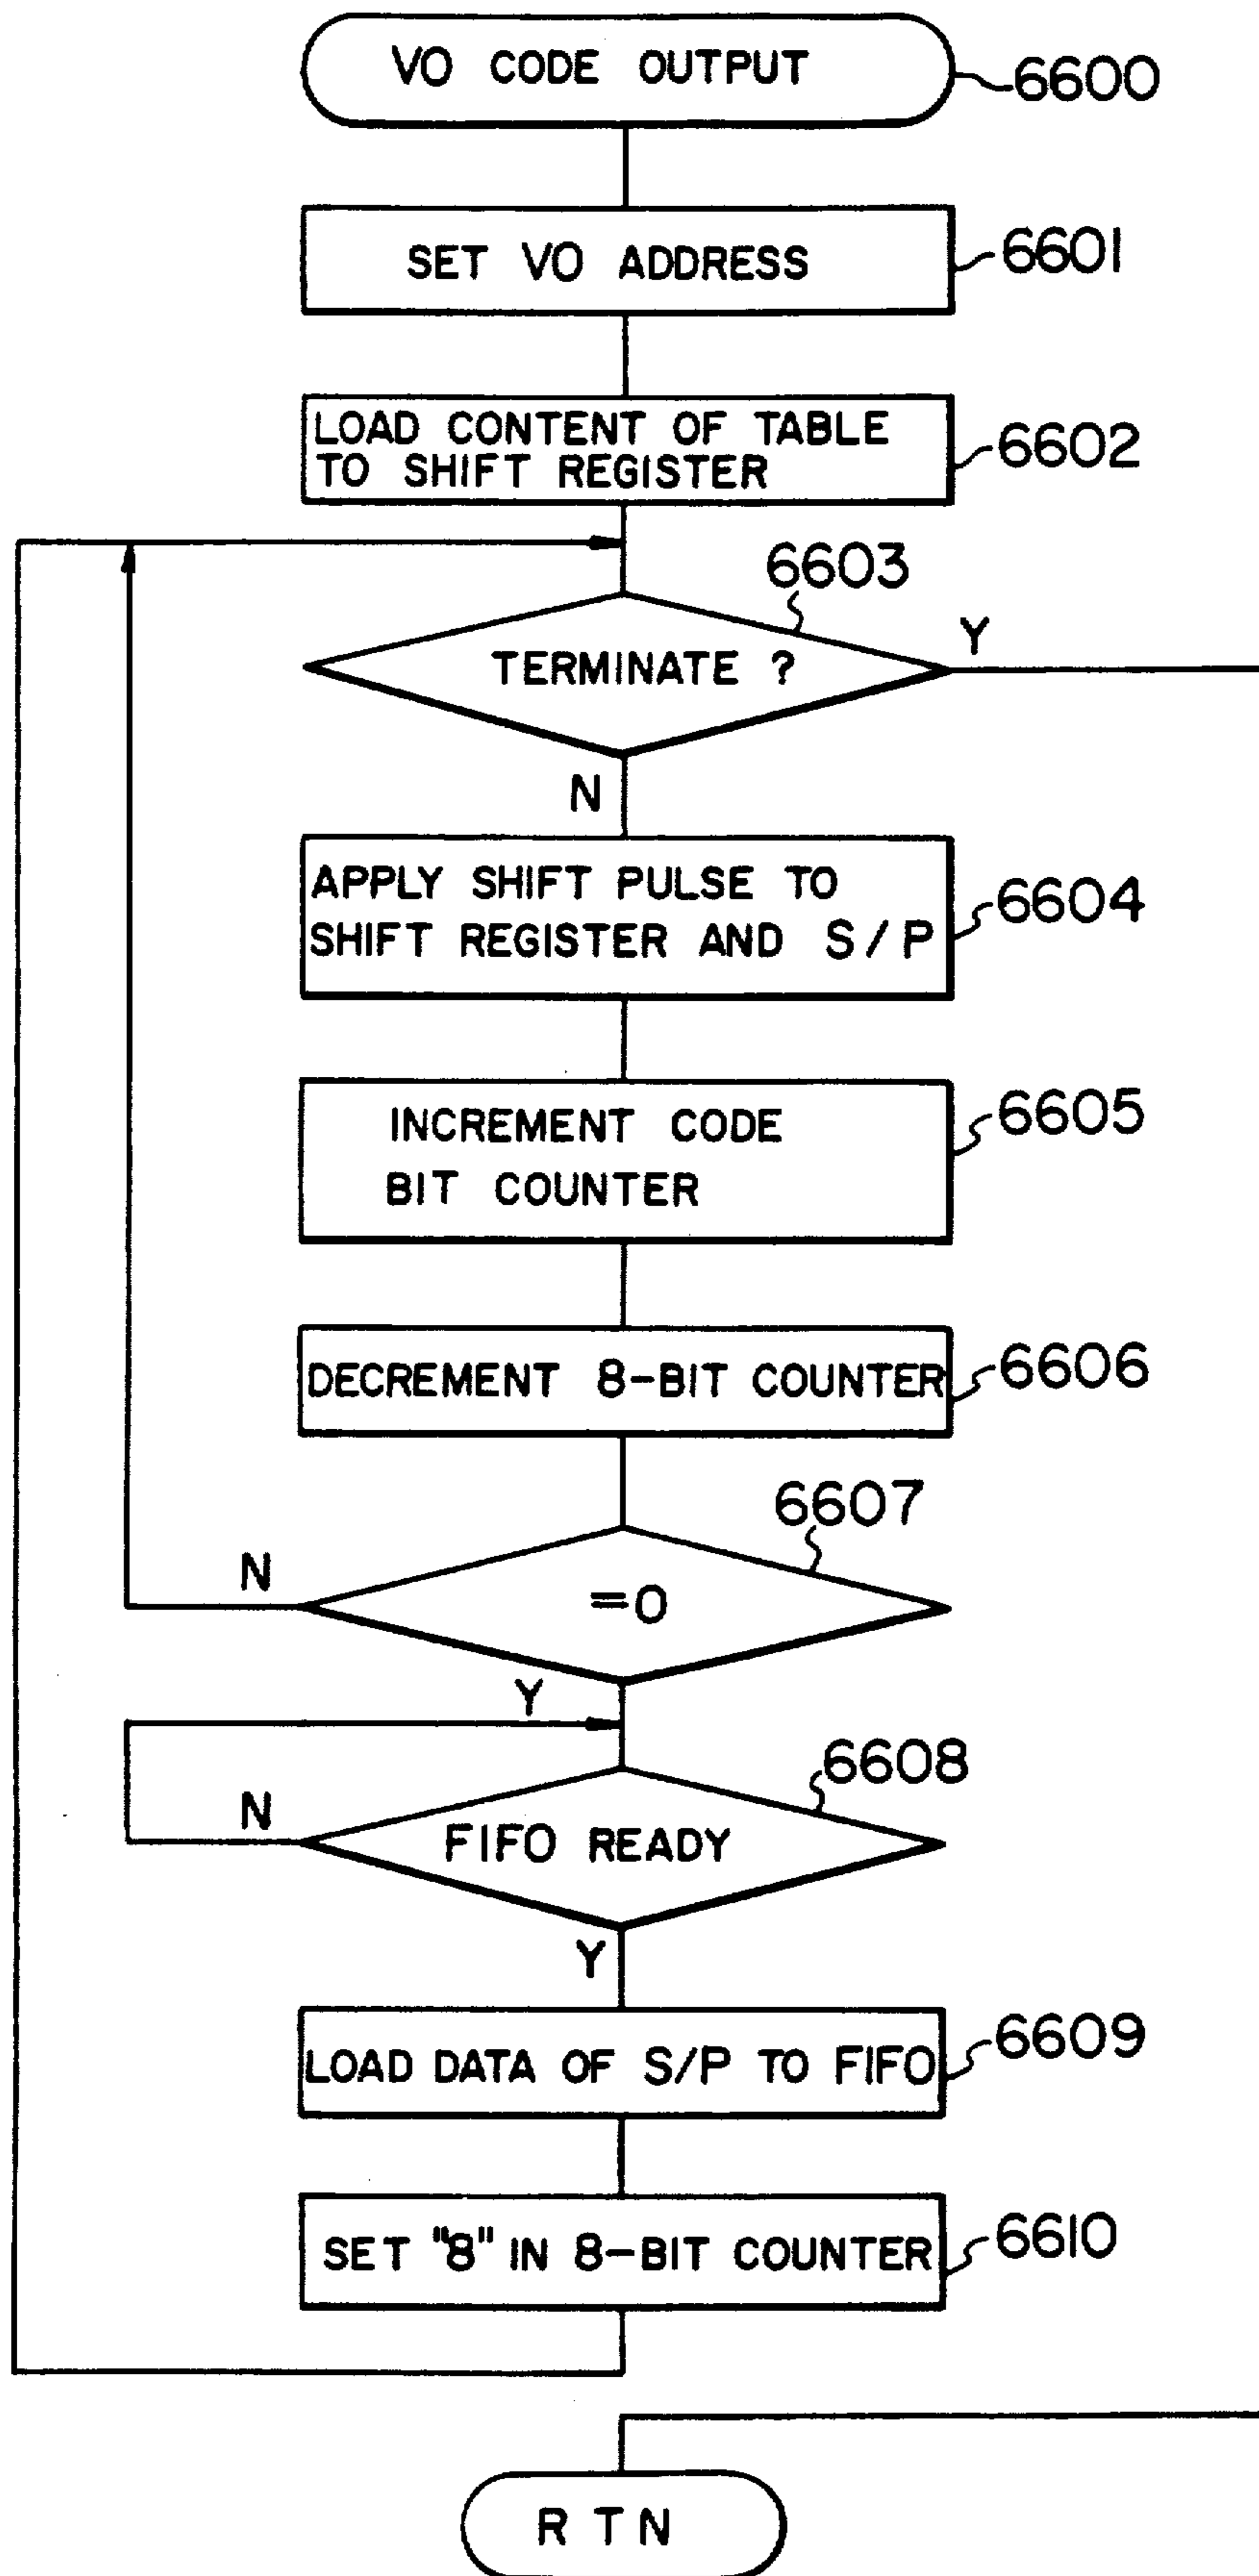 VO CODE OUTPUT
6600
SET VO ADDRESS
6601
LOAD CONTENT OF TABLE
TO SHIFT REGISTER
6602
6603
TERMINATE ?
Y
N
APPLY SHIFT PULSE TO
SHIFT REGISTER AND S/P
6604
INCREMENT CODE
BIT COUNTER
6605
DECREMENT 8-BIT COUNTER
6606
6607
N
=0
Y
6608
N
FIFO READY
Y
LOAD DATA OF S/P TO FIFO
6609
SET "8" IN 8-BIT COUNTER
6610
RTN